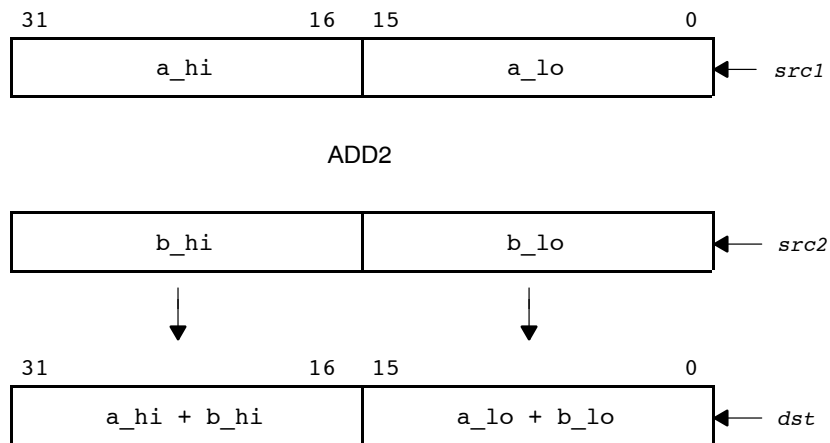 31 16 15 0
a_hi a_lo src1
ADD2
b_hi b_lo src2
31 16 15 0
a_hi + b_hi a_lo + b_lo dst